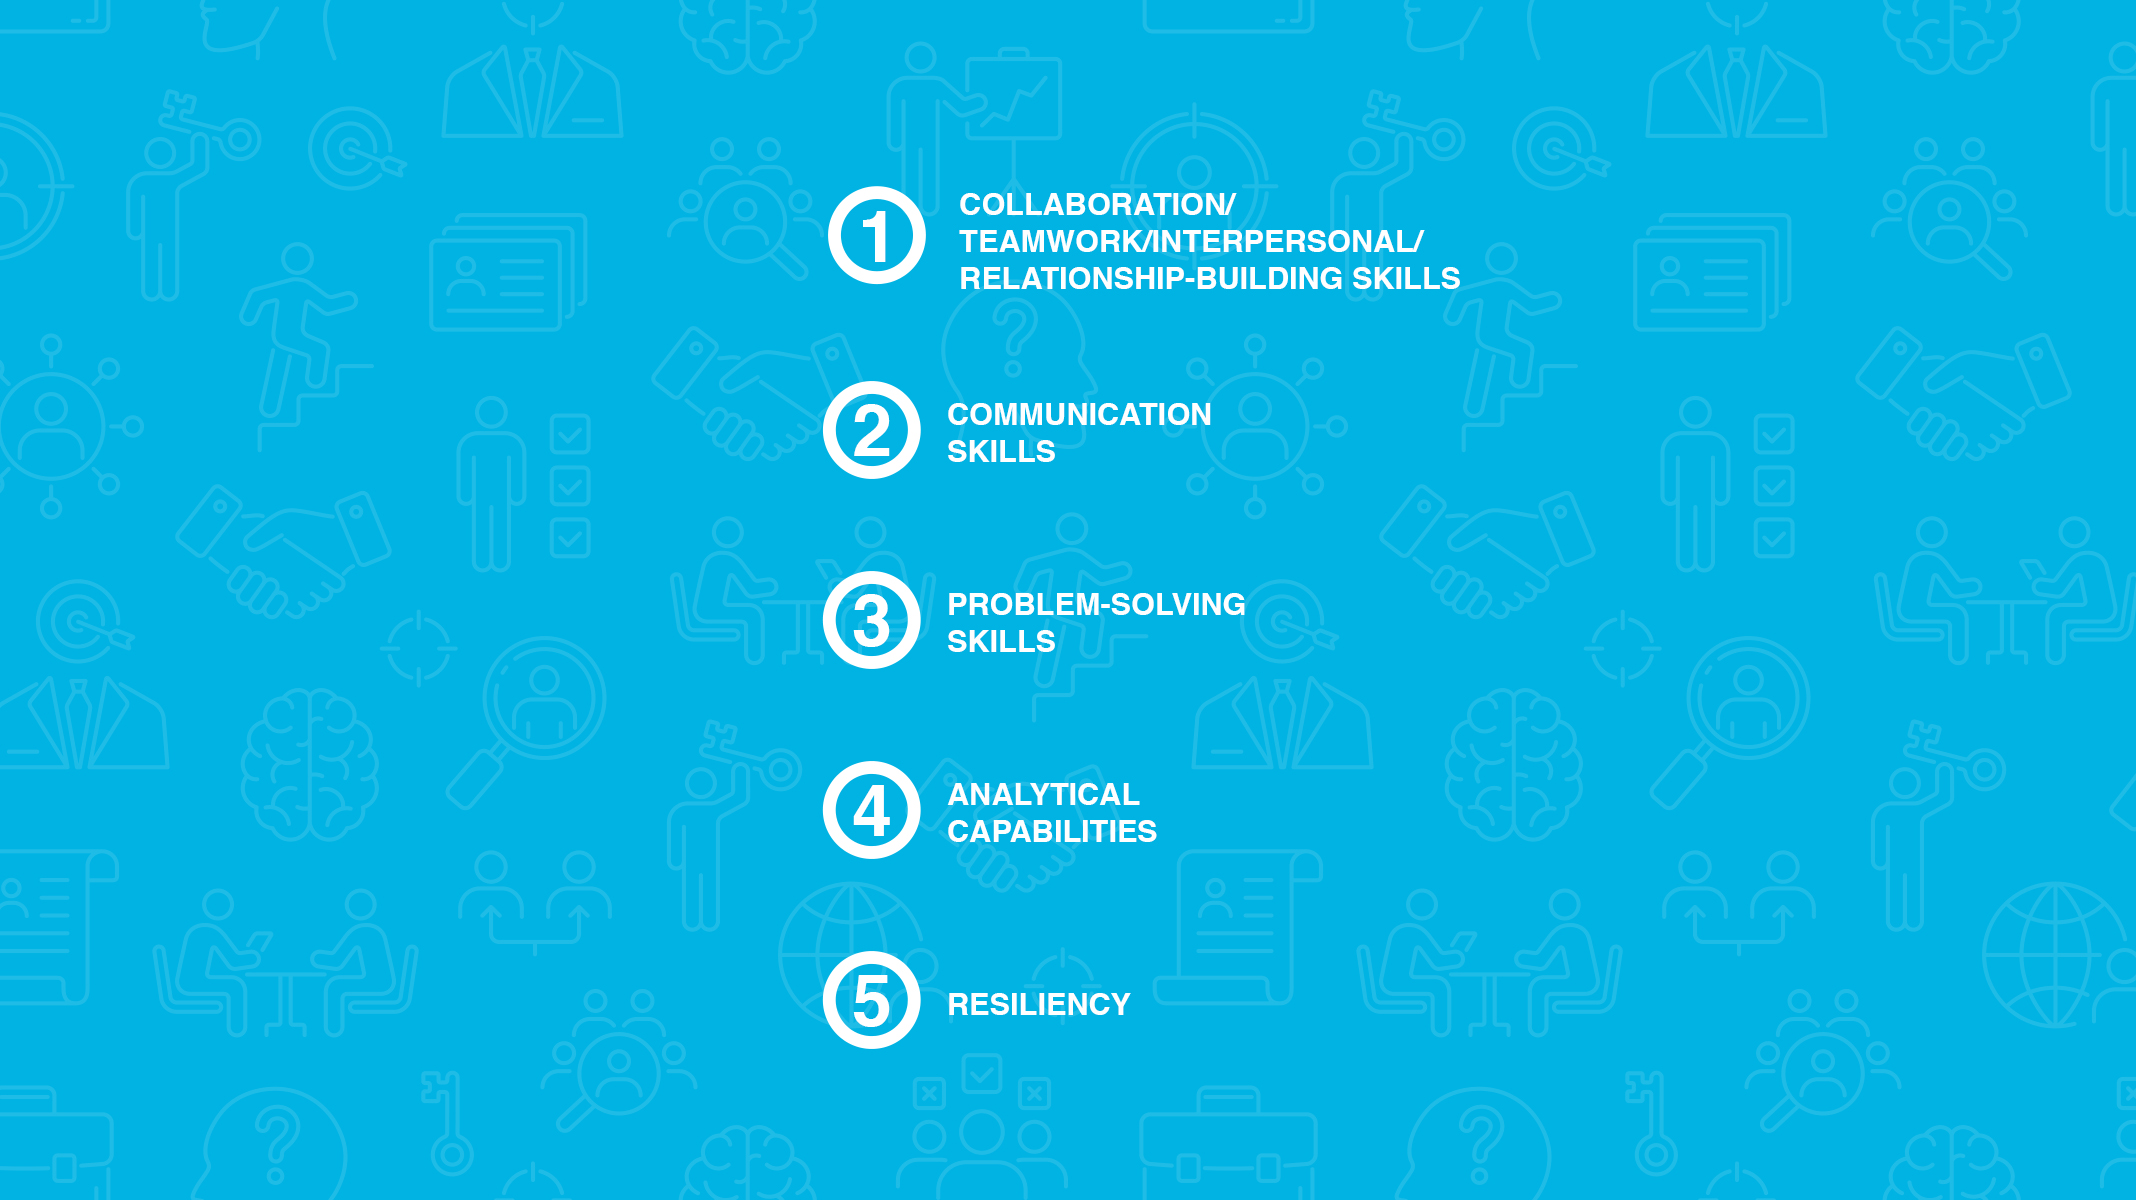 1
COLLABORATION/
TEAMWORK/INTERPERSONAL/
RELATIONSHIP-BUILDING SKILLS
2
COMMUNICATION
SKILLS
3
PROBLEM-SOLVING
SKILLS
4
ANALYTICAL
CAPABILITIES
5
RESILIENCY